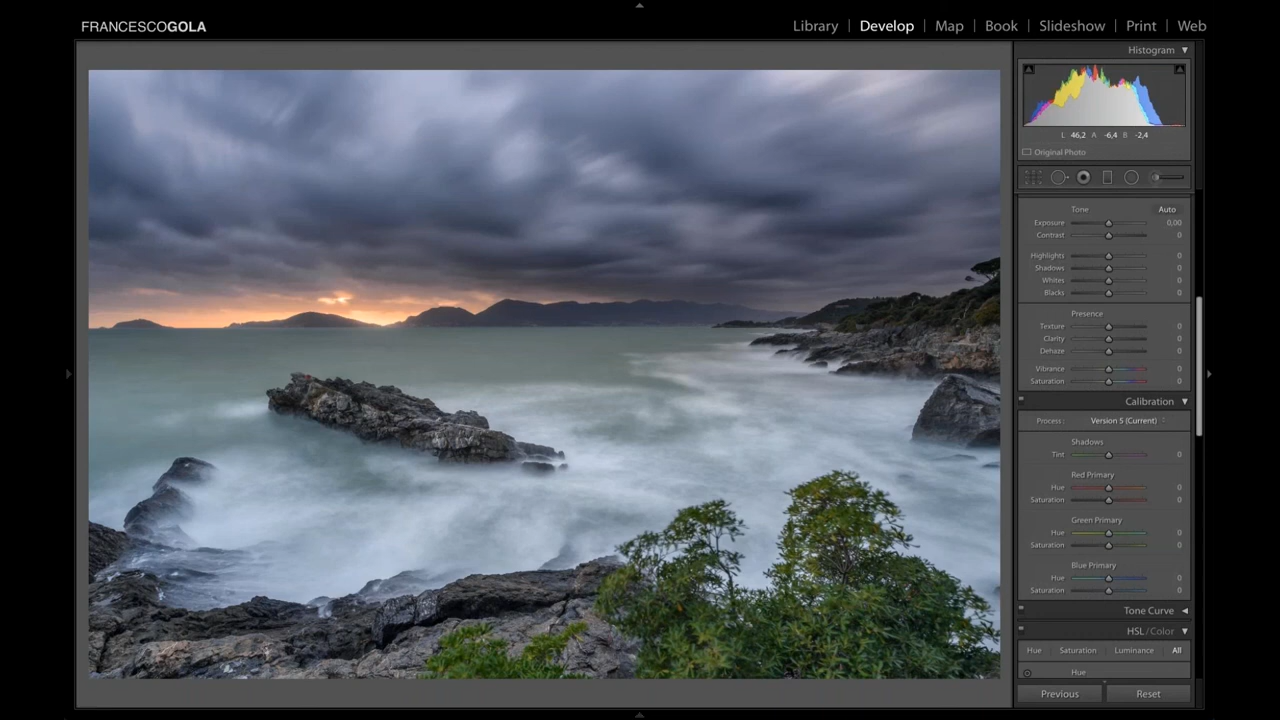 FRANCESCOGOLA
Library Develop Map Book Slideshow Print Web
Histogram
L 46,2 A -6,4 B -2,4
Original Photo
Tone Auto
Exposure 0,00
Contrast 0
Highlights 0
Shadows 0
Whites 0
Blacks 0
Presence
Texture 0
Clarity 0
Dehaze 0
Vibrance 0
Saturation 0
Calibration
Process: Version 5 (Current)
Shadows
Tint 0
Red Primary
Hue 0
Saturation 0
Green Primary
Hue 0
Saturation 0
Blue Primary
Hue 0
Saturation 0
Tone Curve
HSL / Color
Hue Saturation Luminance All
Hue
Previous Reset